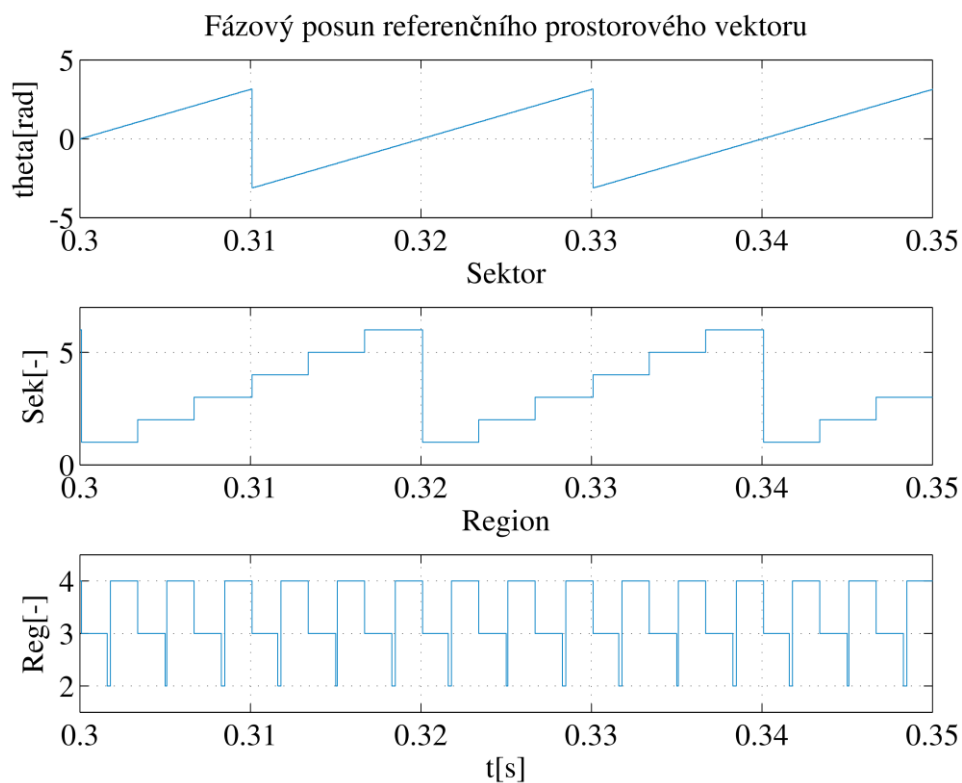 Fázový posun referenčního prostorového vektoru
theta[rad]
5
0
-5
0.3 0.31 0.32 0.33 0.34 0.35
Sektor
Sek[-]
5
0
0.3 0.31 0.32 0.33 0.34 0.35
Region
Reg[-]
4
3
2
0.3 0.31 0.32 0.33 0.34 0.35
t[s]